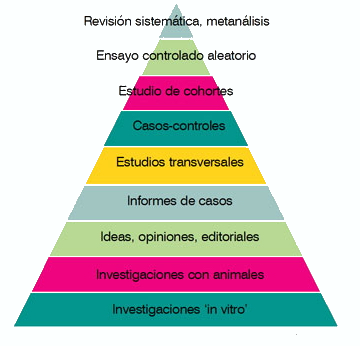 Revisión sistemática, metanálisis
Ensayo controlado aleatorio
Estudio de cohortes
Casos-controles
Estudios transversales
Informes de casos
Ideas, opiniones, editoriales
Investigaciones con animales
Investigaciones ‘in vitro’